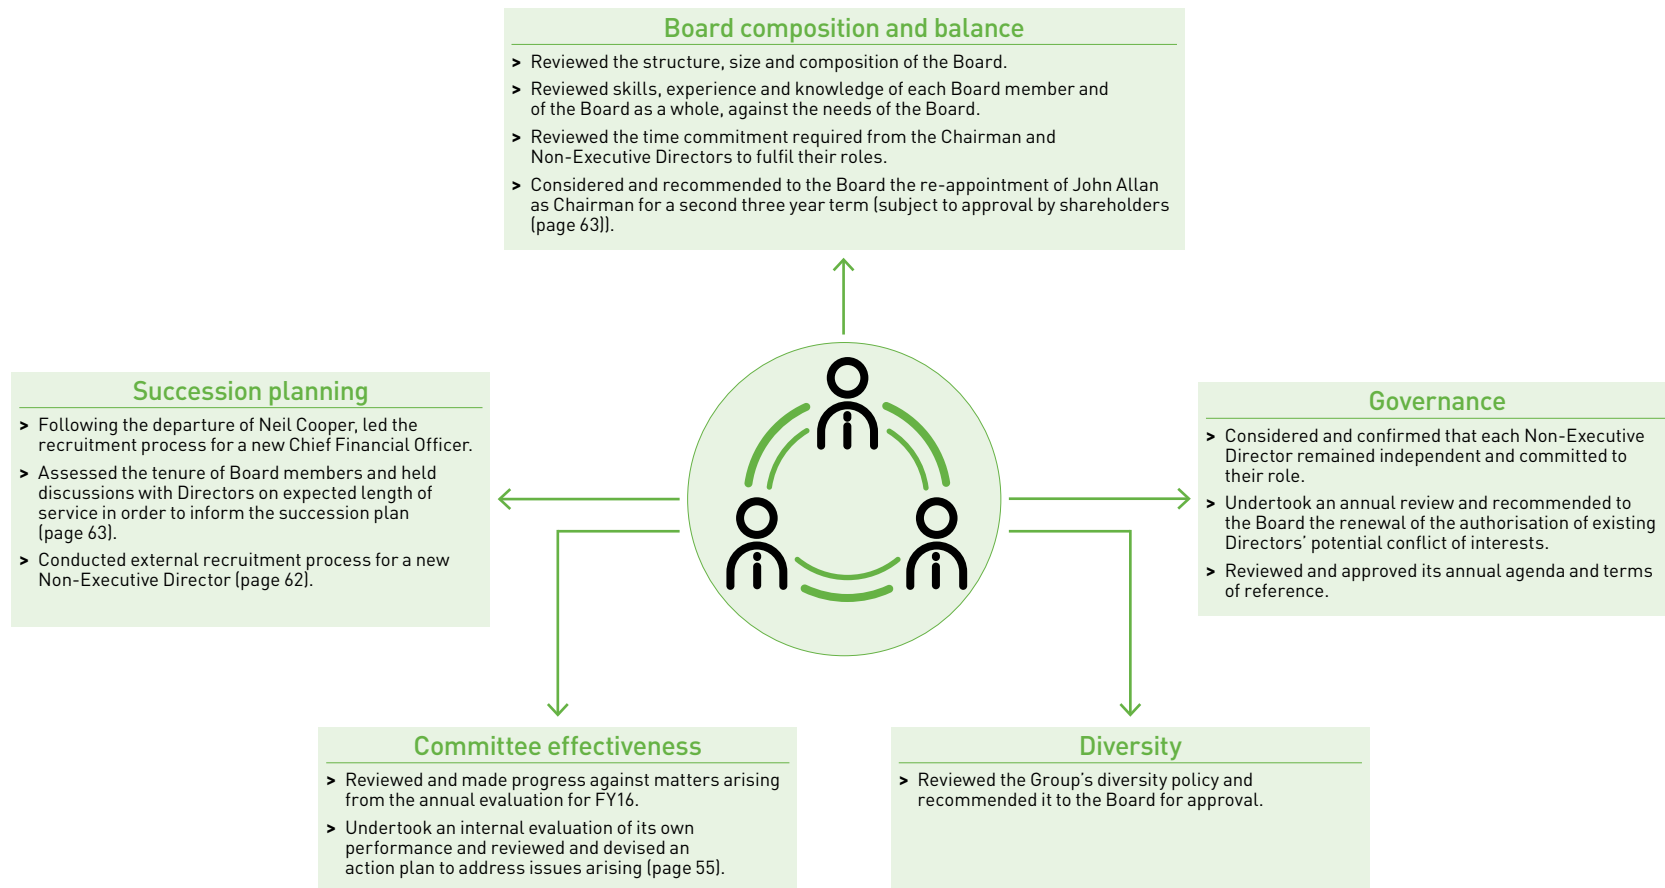 Board composition and balance
> Reviewed the structure, size and composition of the Board.
> Reviewed skills, experience and knowledge of each Board member and
of the Board as a whole, against the needs of the Board.
> Reviewed the time commitment required from the Chairman and
Non-Executive Directors to fulfil their roles.
> Considered and recommended to the Board the re-appointment of John Allan
as Chairman for a second three year term (subject to approval by shareholders
(page 63)).
Succession planning
> Following the departure of Neil Cooper, led the
recruitment process for a new Chief Financial Officer.
> Assessed the tenure of Board members and held
discussions with Directors on expected length of
service in order to inform the succession plan
(page 63).
> Conducted external recruitment process for a new
Non-Executive Director (page 62).
Governance
> Considered and confirmed that each Non-Executive
Director remained independent and committed to
their role.
> Undertook an annual review and recommended to
the Board the renewal of the authorisation of existing
Directors’ potential conflict of interests.
> Reviewed and approved its annual agenda and terms
of reference.
Committee effectiveness
> Reviewed and made progress against matters arising
from the annual evaluation for FY16.
> Undertook an internal evaluation of its own
performance and reviewed and devised an
action plan to address issues arising (page 55).
Diversity
> Reviewed the Group’s diversity policy and
recommended it to the Board for approval.